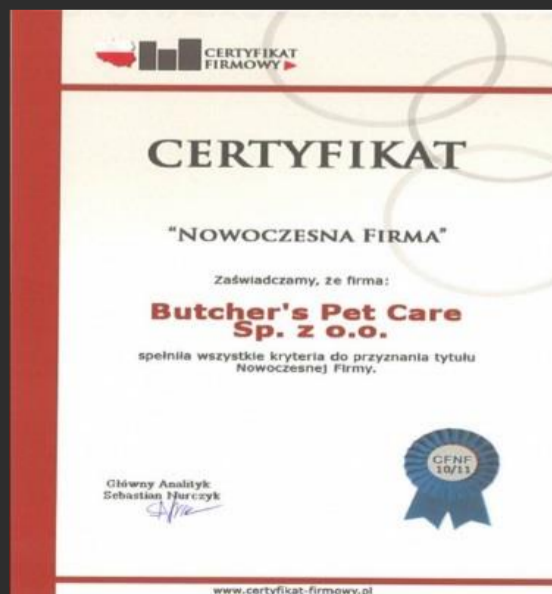 CERTYFIKAT
FIRMOWY
CERTYFIKAT
"NOWOCZESNA FIRMA"
Zaświadczamy, że firma:
Butcher's Pet Care
Sp. z o.o.
spełniła wszystkie kryteria do przyznania tytułu
Nowoczesnej Firmy.
CFNF
10/11
Główny Analityk
Sebastian Nurczyk
www.certyfikat-firmowy.pl